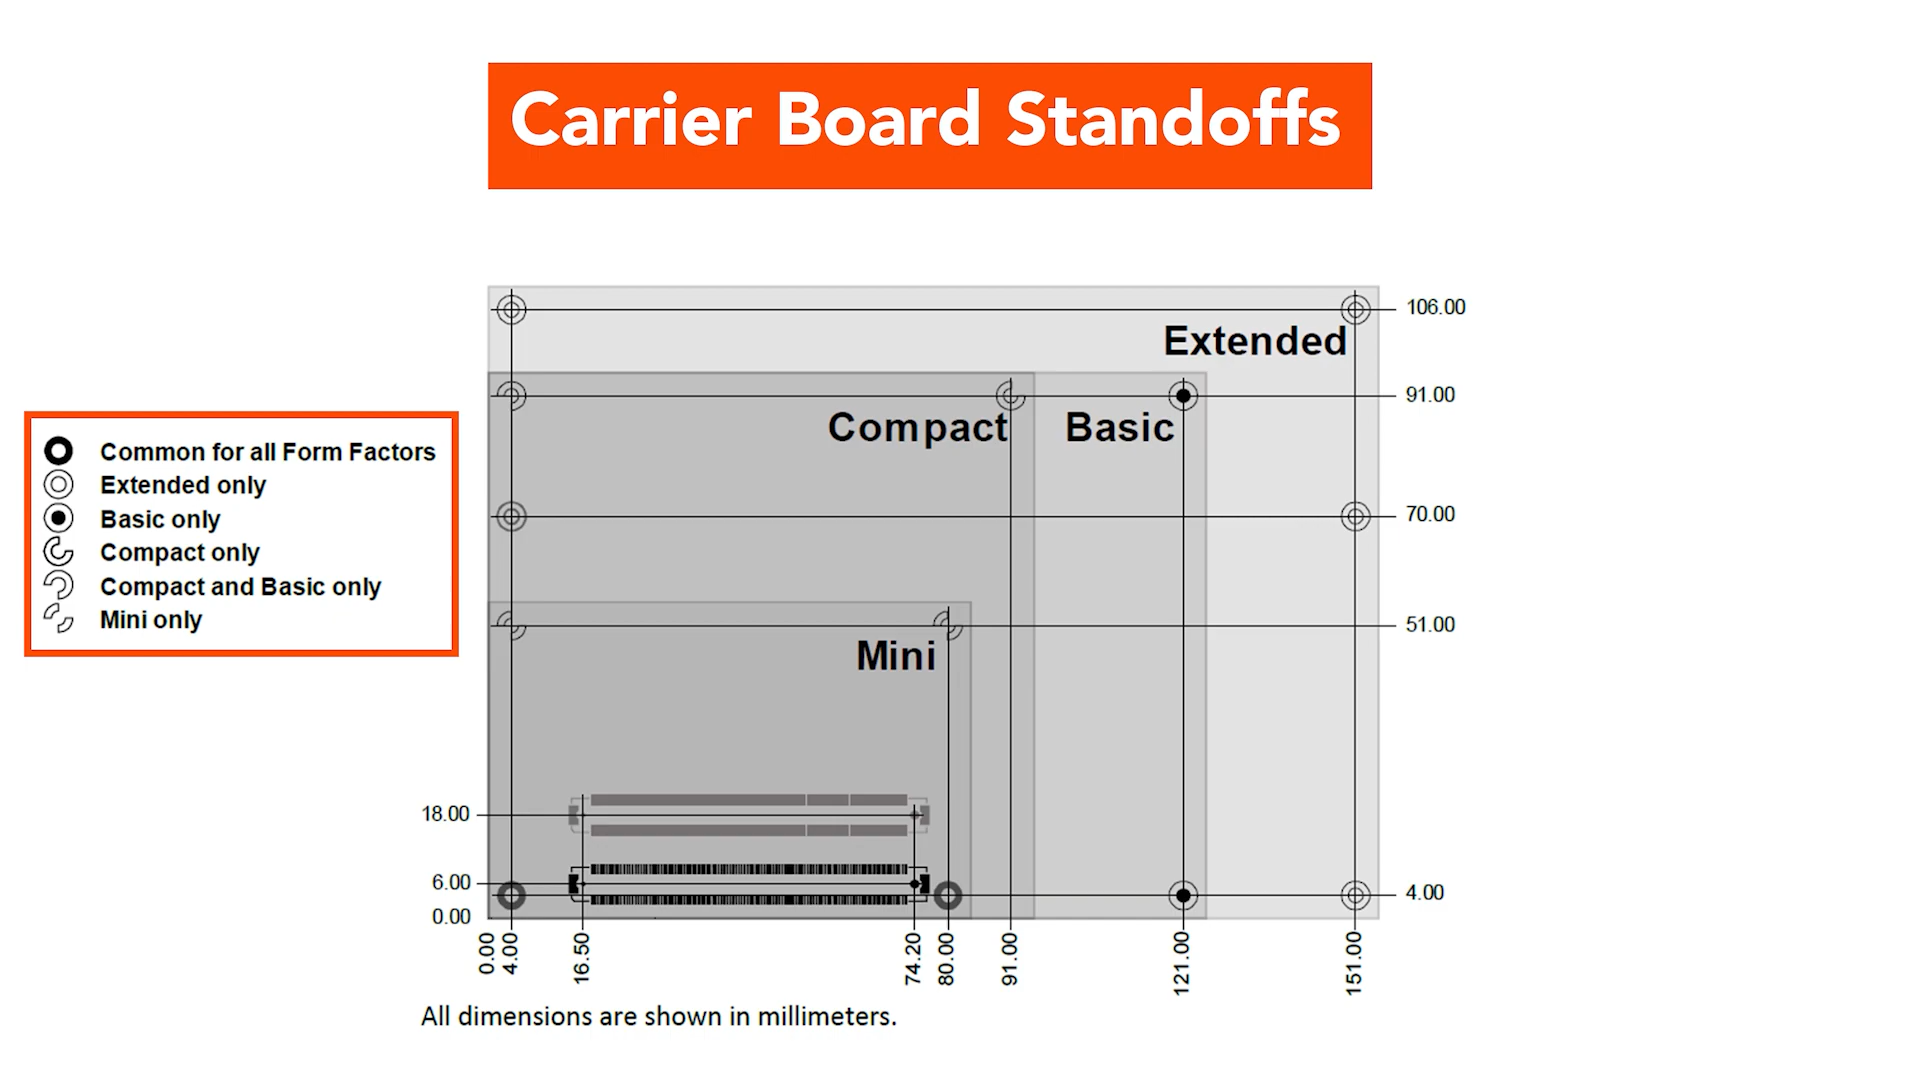 Carrier Board Standoffs
106.00
Extended
91.00
Compact
Basic
Common for all Form Factors
Extended only
Basic only
Compact only
Compact and Basic only
Mini only
70.00
51.00
Mini
18.00
6.00
4.00
0.00
0.00
4.00
16.50
74.20
80.00
91.00
121.00
151.00
All dimensions are shown in millimeters.